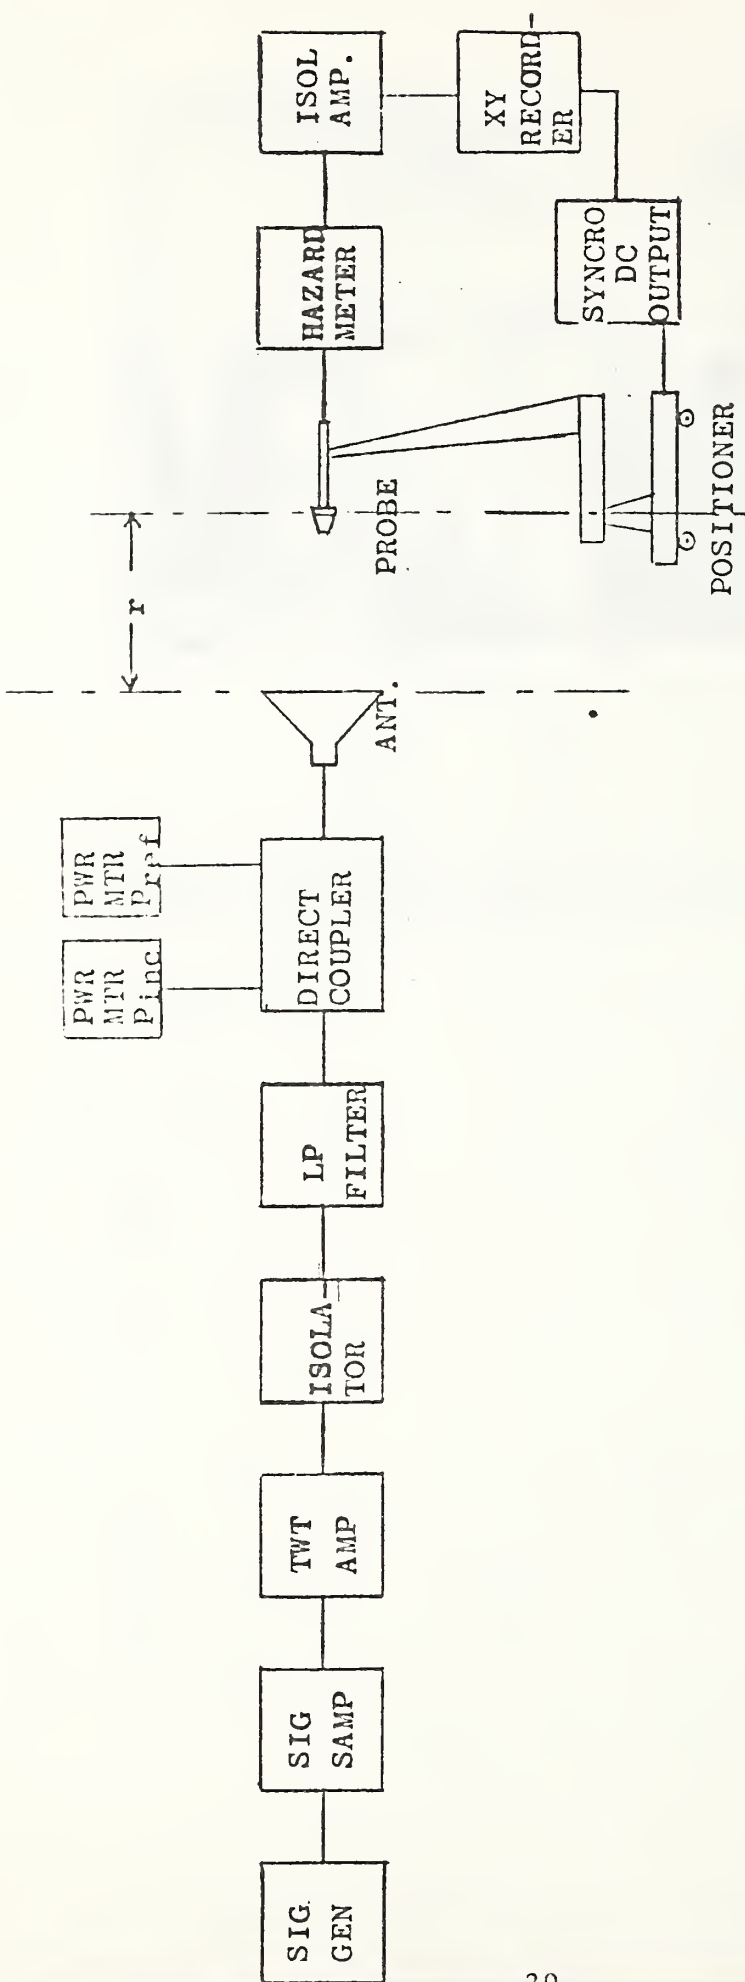 SIG.
GEN
SIG
SAMP
TWT
AMP
ISOLA-
TOR
LP
FILTER
DIRECT
COUPLER
PWR
MTR
Pinc
PWR
MTR
Pref
ANT.
r
PROBE
HAZARD
METER
ISOL
AMP.
XY
RECORD-
ER
SYNCRO
DC
OUTPUT
POSITIONER